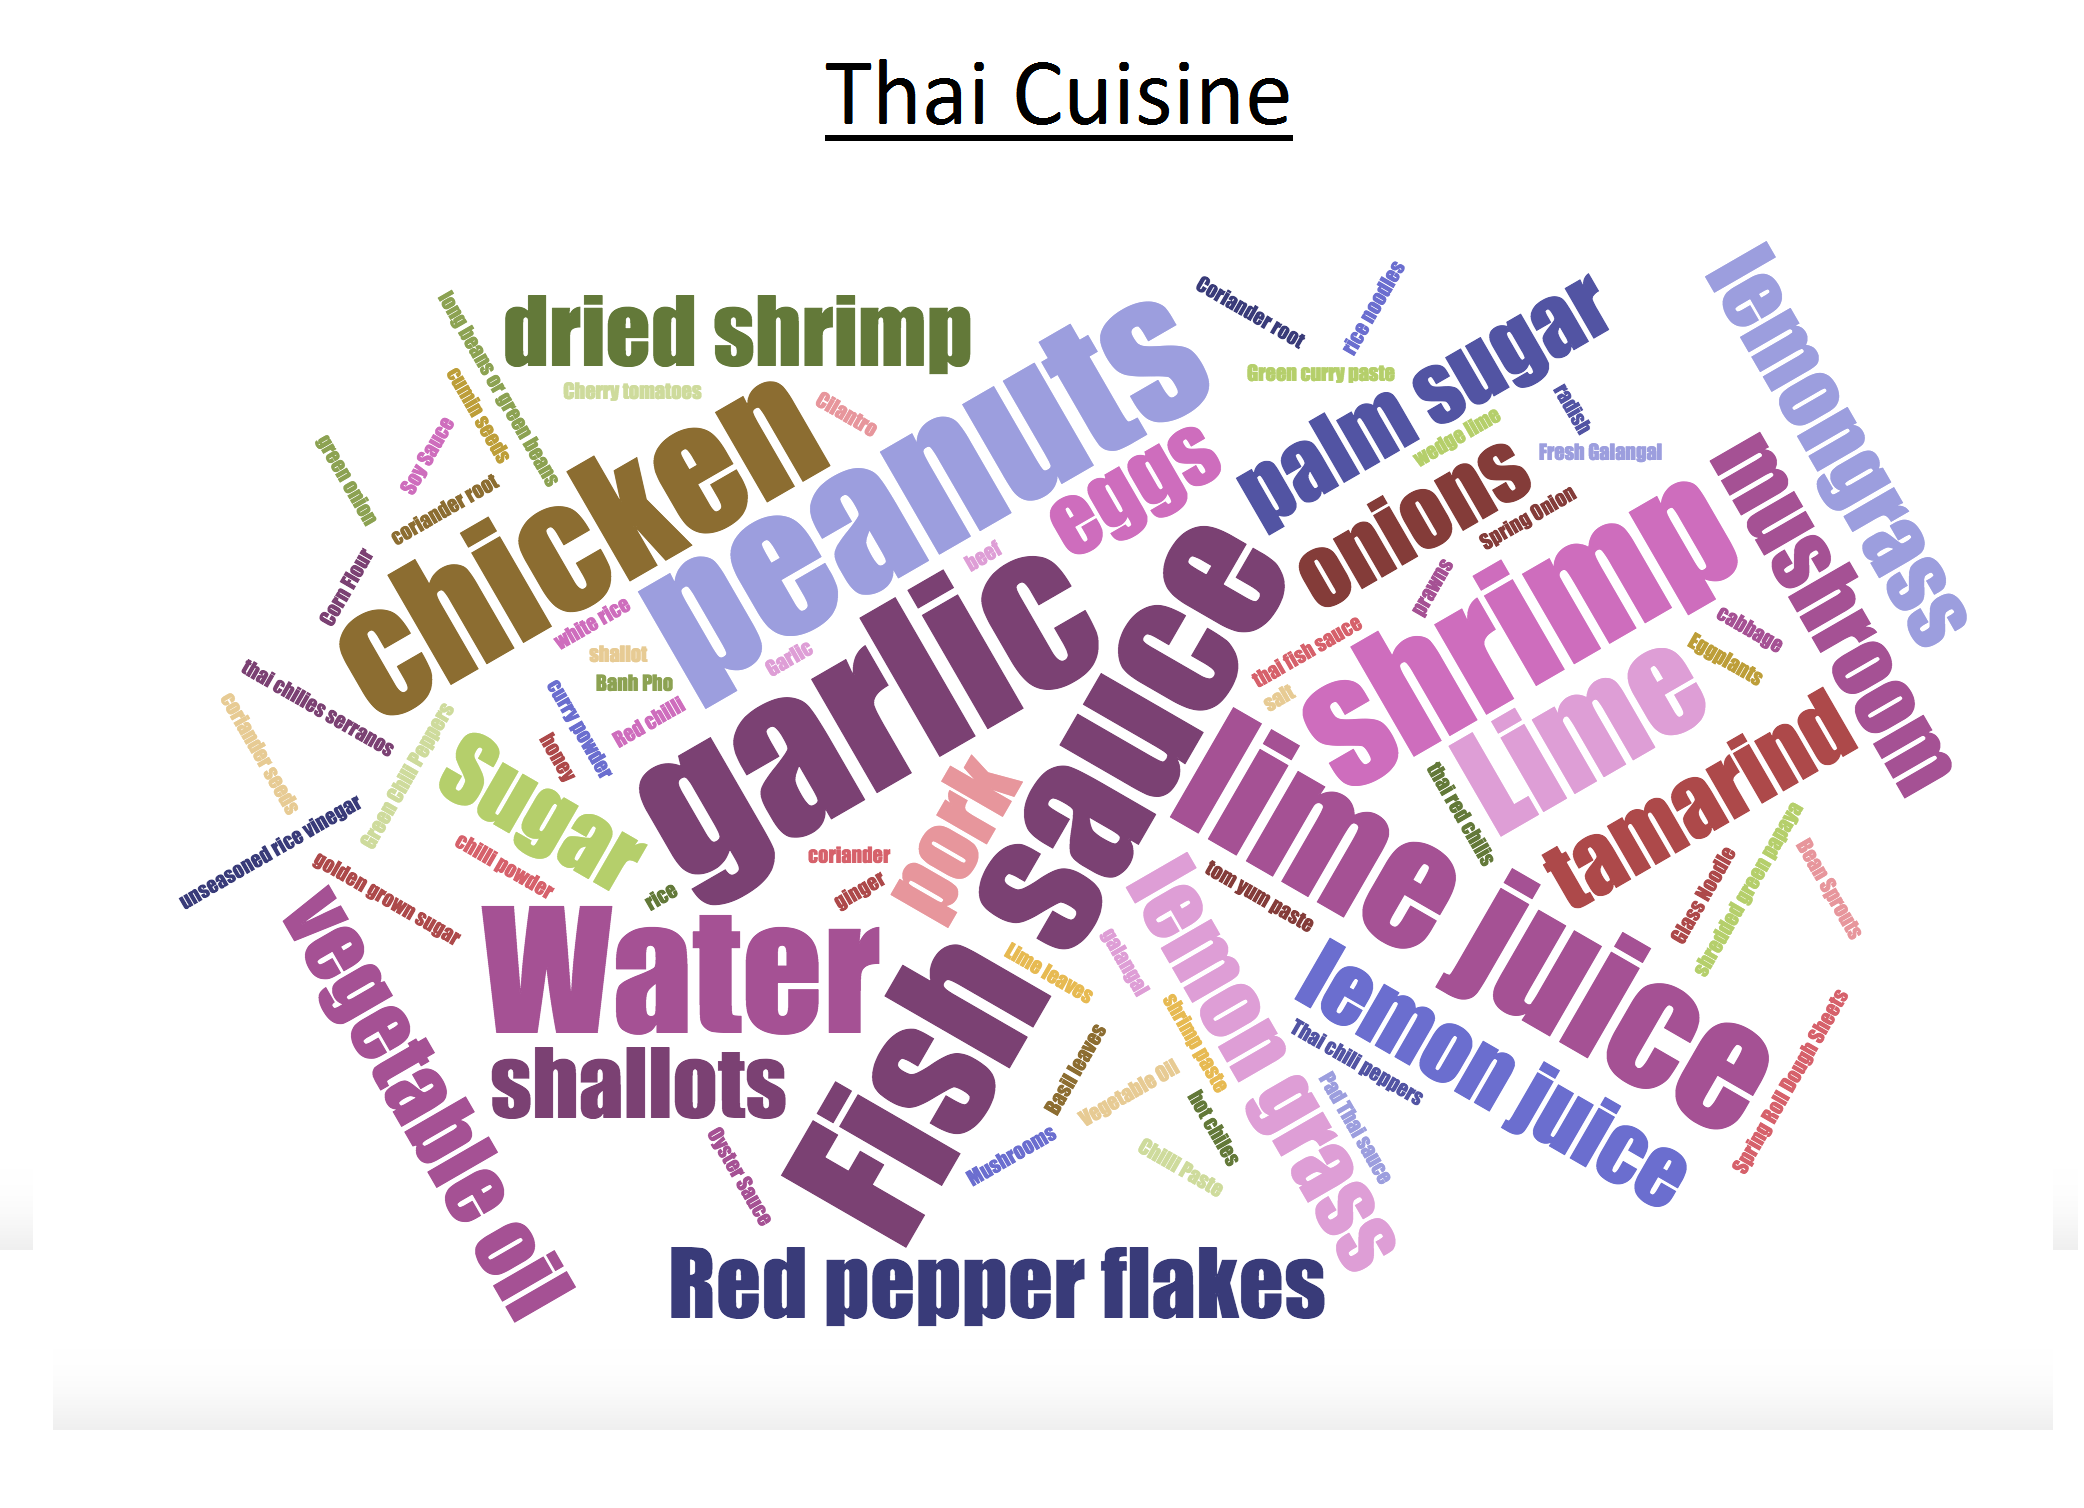 Thai Cuisine
lemongrass
Coriander root
rice noodles
palm sugar
dried shrimp
long beans or green beans
peanuts
Green curry paste
cumin seeds
Cherry tomatoes
chicken
Cilantro
radish
wedge lime
Fresh Galangal
Soy Sauce
green onion
eggs
onions
mushroom
coriander root
Spring Onion
shrimp
Corn Flour
beef
garlic
Fish sauce
prawns
white rice
cabbage
shallot
Garlic
thai fish sauce
Eggplants
Lime
thai chilies serranos
Banh Pho
salt
coriander seeds
curry powder
Red chilli
Green Chili Peppers
honey
sugar
lime juice
tamarind
pork
thai red chilis
unseasoned rice vinegar
golden grown sugar
chilli powder
coriander
ginger
rice
tom yum paste
Glass Noodle
shredded green papaya
Bean Sprouts
vegetable oil
Water
lemon grass
galangal
Lime leaves
lemon juice
shrimp paste
shallots
Basil leaves
Vegetable Oil
Thai chili peppers
Spring Roll Dough Sheets
Oyster Sauce
Mushrooms
hot chiles
Pad Thai sauce
Chilli Paste
Red pepper flakes